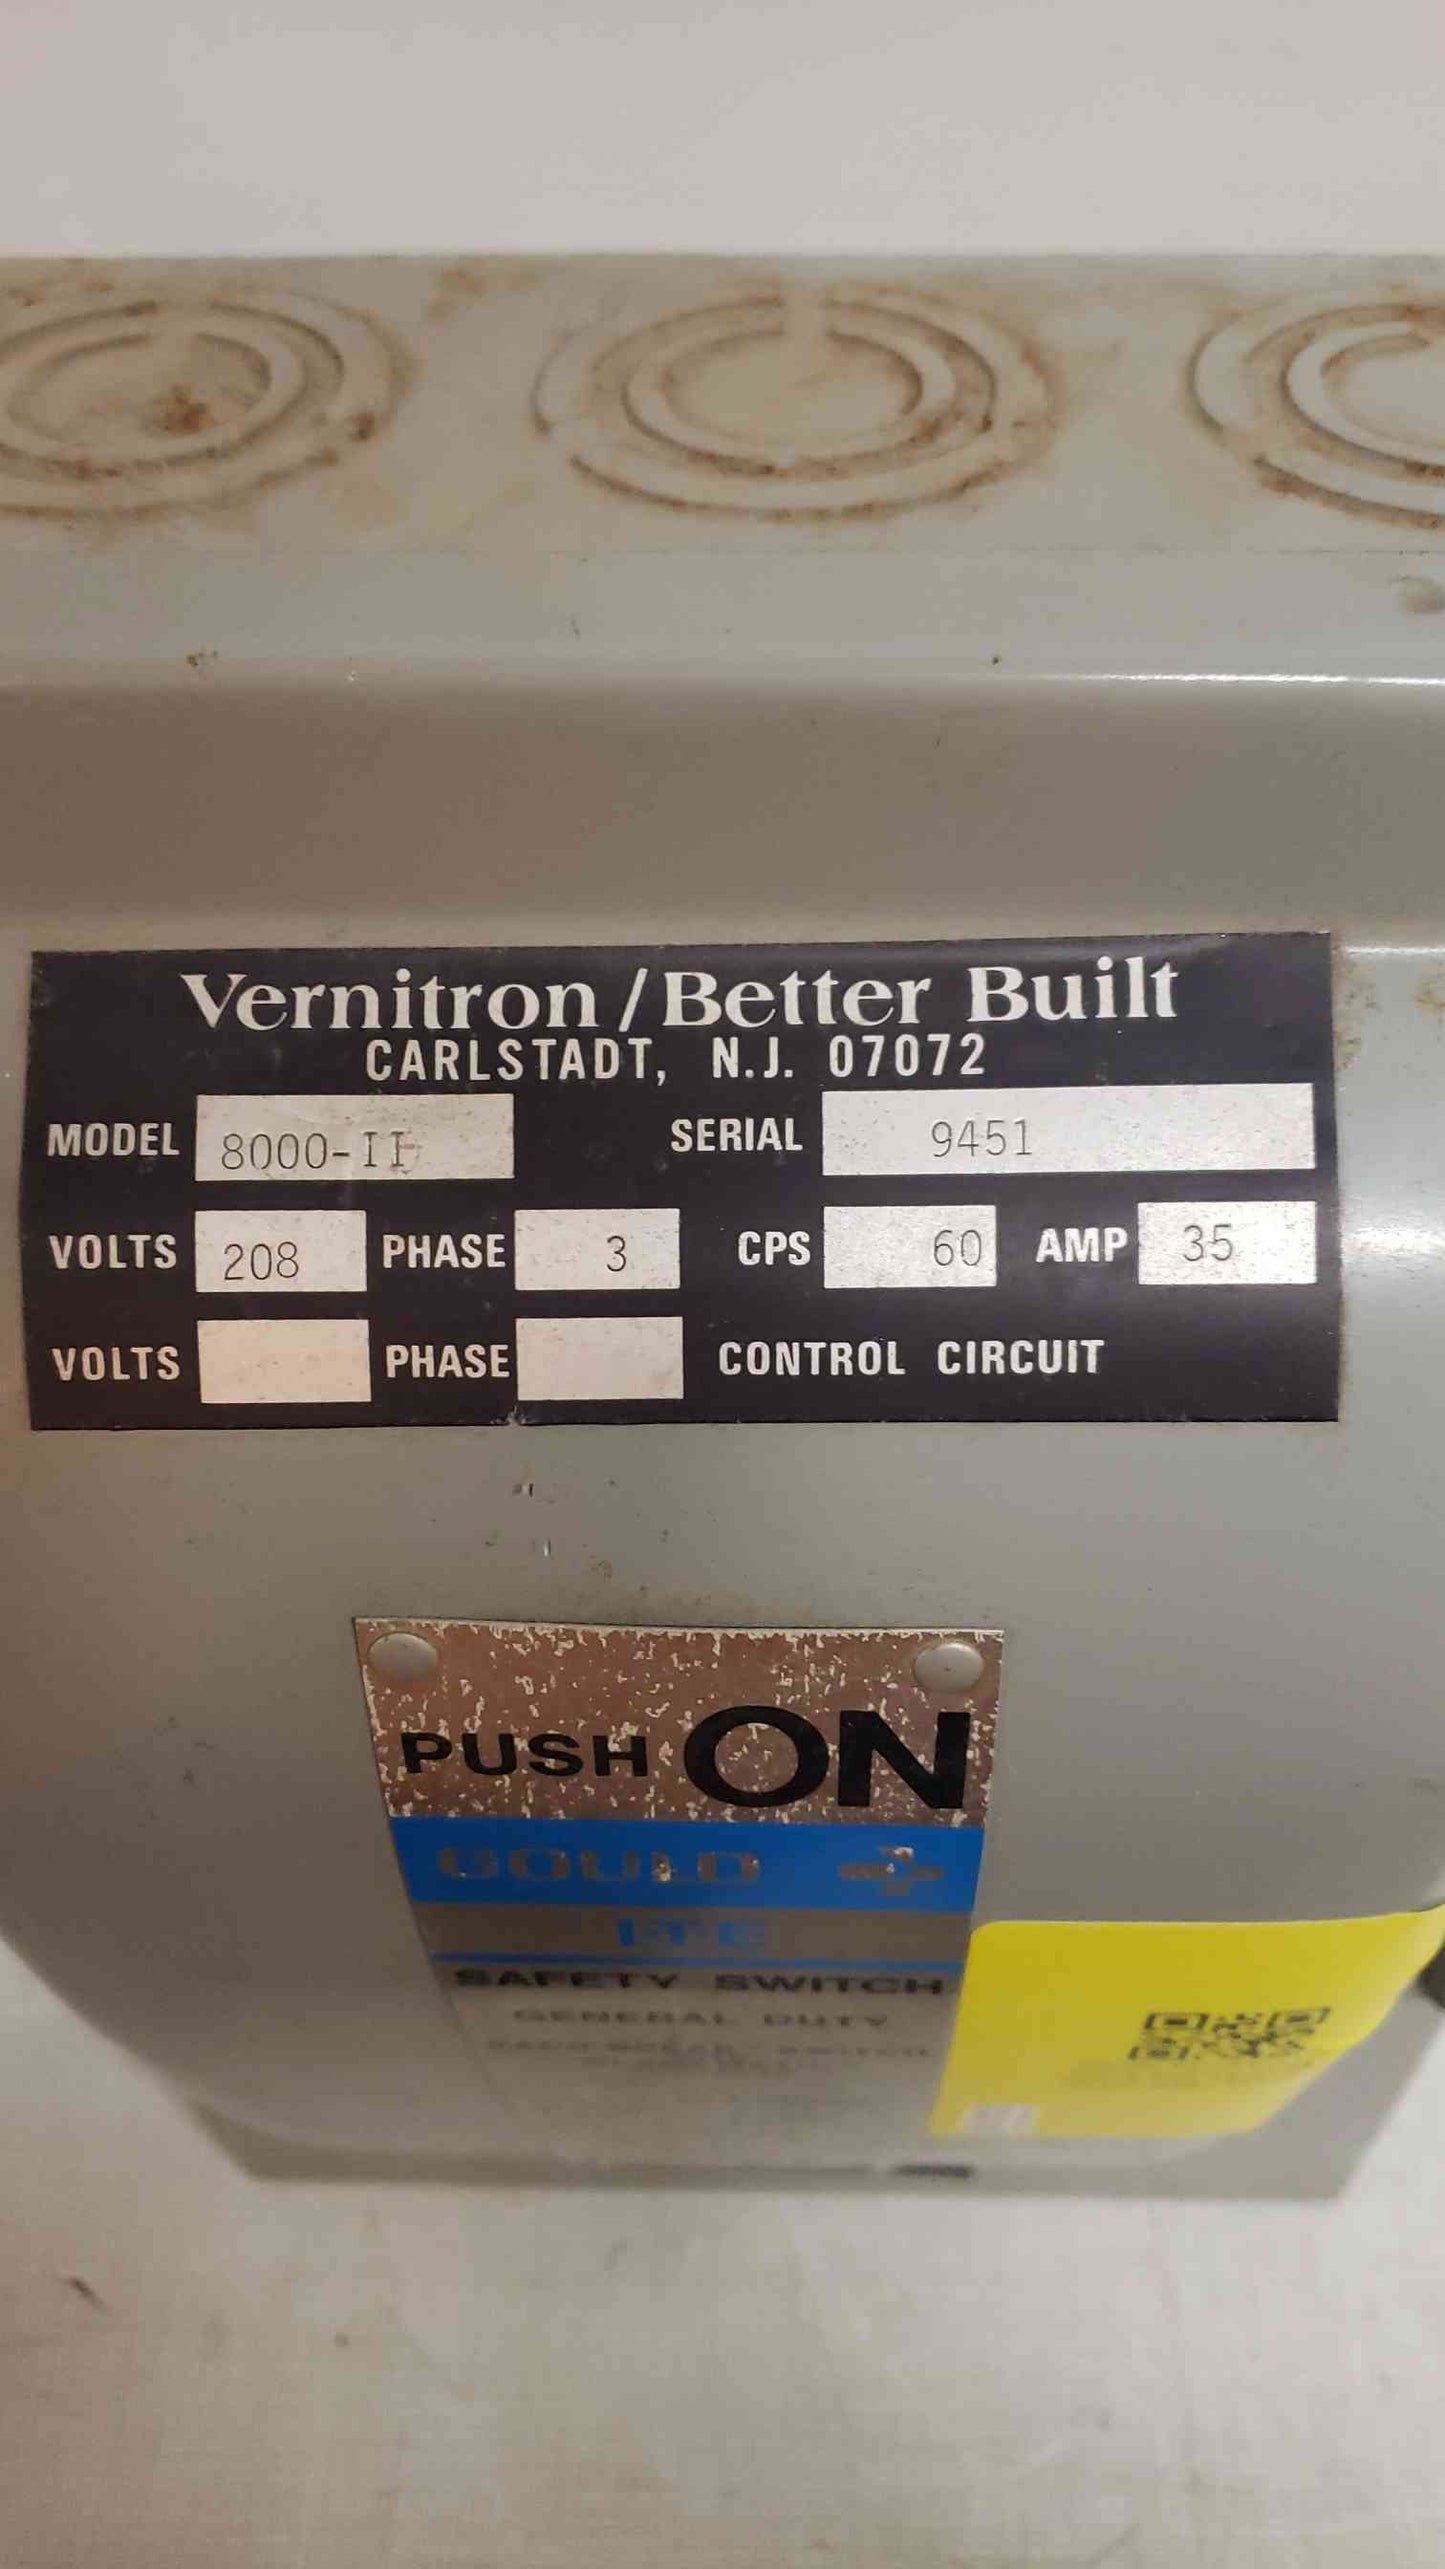 Vernitron/Better Built
CARLSTADT, N.J. 07072
MODEL 8000-II SERIAL 9451
VOLTS 208 PHASE 3 CPS 60 AMP 35
VOLTS PHASE CONTROL CIRCUIT
PUSH ON
GOULD
ITE
SAFETY SWITCH
GENERAL DUTY